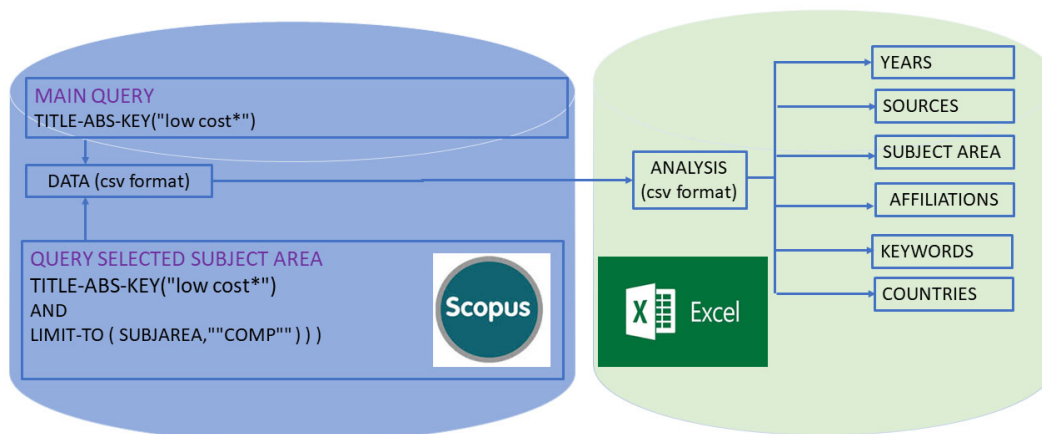 MAIN QUERY
TITLE-ABS-KEY("low cost*")
DATA (csv format)
QUERY SELECTED SUBJECT AREA
TITLE-ABS-KEY("low cost*")
AND
LIMIT-TO ( SUBJAREA,""COMP"" ) ) )
Scopus
ANALYSIS
(csv format)
X
Excel
YEARS
SOURCES
SUBJECT AREA
AFFILIATIONS
KEYWORDS
COUNTRIES